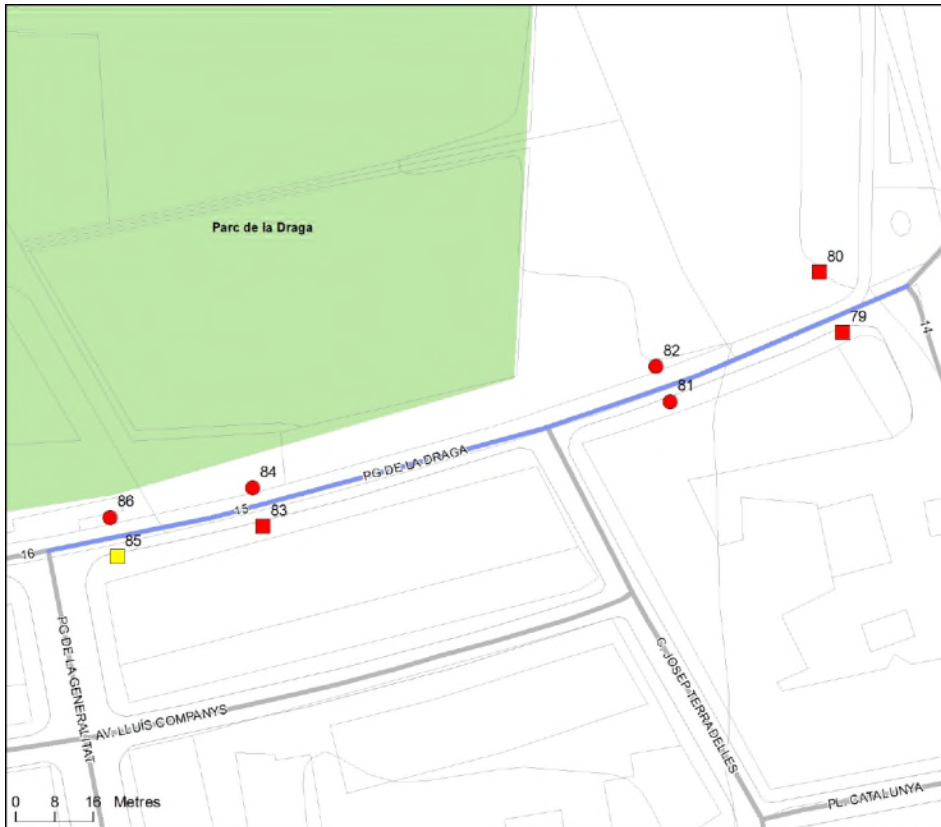 Parc de la Draga
80
79
14
82
81
PG DE LA DRAGA
84
15
83
86
85
16
PG DE LA GENERALITAT
AV. LLUÍS COMPANYS
C. JOSEP TERRADELLES
PL. CATALUNYA
0 8 16 Metres